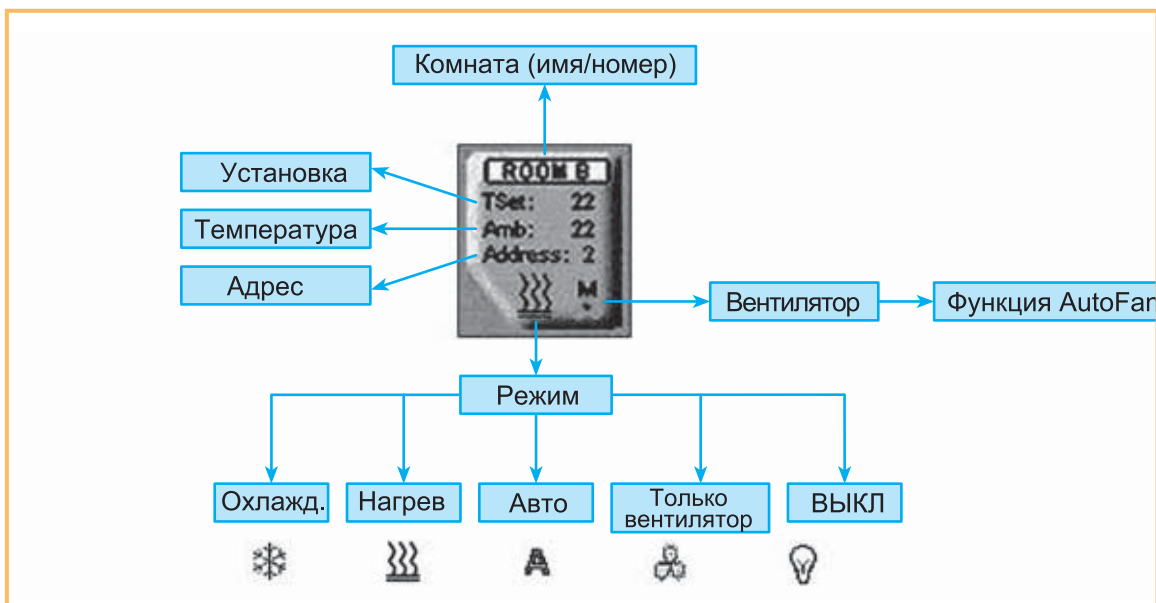 Комната (имя/номер)
ROOM B
TSet: 22
Amb: 22
Address: 2
M
Установка
Температура
Адрес
Вентилятор
Функция AutoFan
Режим
Охлажд.
Нагрев
Авто
Только
вентилятор
ВЫКЛ
A